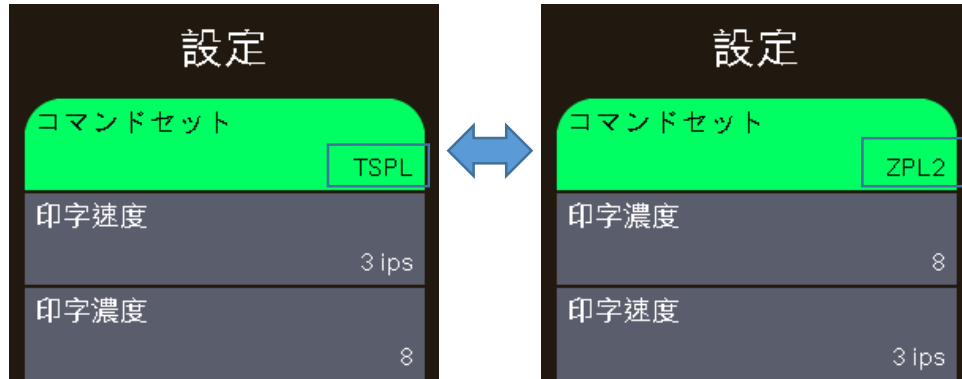 設定
コマンドセット
TSPL
印字速度
3 ips
印字濃度
8
設定
コマンドセット
ZPL2
印字濃度
8
印字速度
3 ips